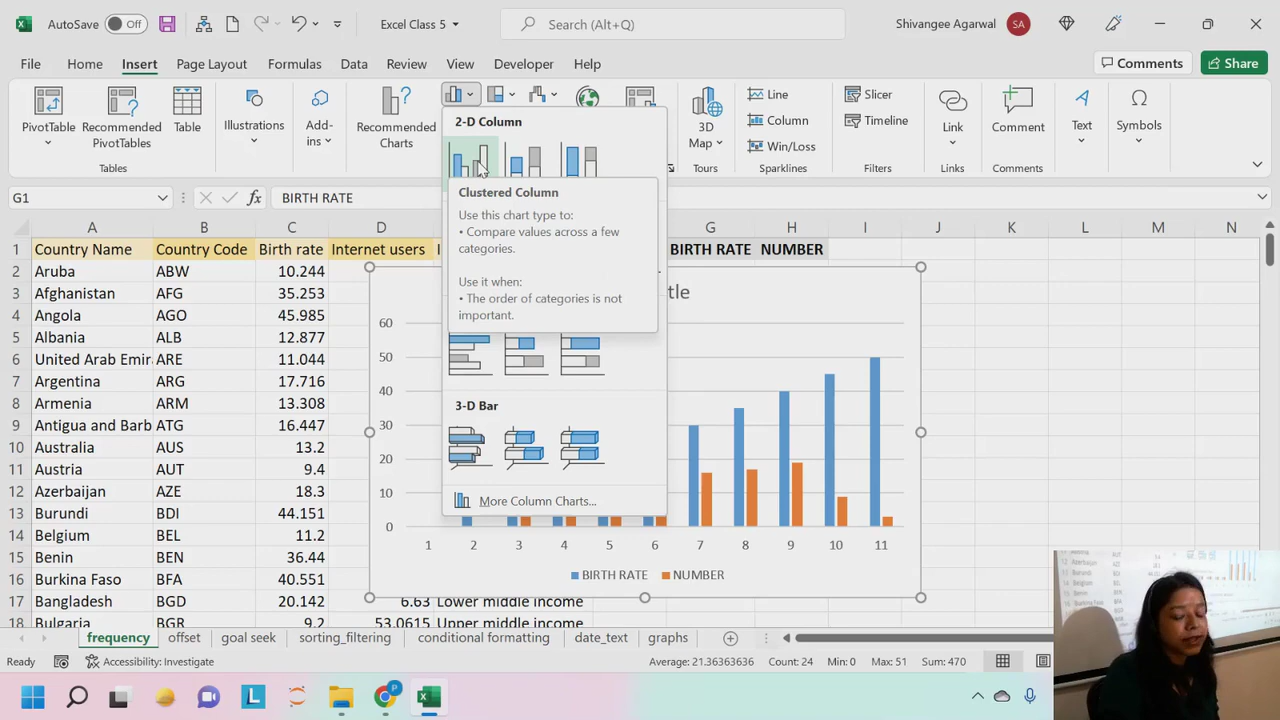 AutoSave Off
Excel Class 5
Search (Alt+Q)
Shivangee Agarwal SA
File Home Insert Page Layout Formulas Data Review View Developer Help
Comments Share
PivotTable
Recommended PivotTables
Table
Tables
Illustrations
Add-ins
Recommended Charts
3D Map
Line
Column
Win/Loss
Slicer
Timeline
Link
Comment
Text
Symbols
Filters
Links
Comments
G1 fx BIRTH RATE
2-D Column
Clustered Column
Use this chart type to:
• Compare values across a few
categories.
Use it when:
• The order of categories is not
important.
3-D Bar
More Column Charts...
A B C D G H I J K L M N
1 Country Name Country Code Birth rate Internet users BIRTH RATE NUMBER
2 Aruba ABW 10.244
3 Afghanistan AFG 35.253
4 Angola AGO 45.985
5 Albania ALB 12.877
6 United Arab Emir ARE 11.044
7 Argentina ARG 17.716
8 Armenia ARM 13.308
9 Antigua and Barb ATG 16.447
10 Australia AUS 13.2
11 Austria AUT 9.4
12 Azerbaijan AZE 18.3
13 Burundi BDI 44.151
14 Belgium BEL 11.2
15 Benin BEN 36.44
16 Burkina Faso BFA 40.551
17 Bangladesh BGD 20.142 6.63 Lower middle income
18 Bulgaria BGR 9.2 53.0615 Upper middle income
60
50
40
30
20
10
0
1 2 3 4 5 6 7 8 9 10 11
BIRTH RATE NUMBER
frequency offset goal seek sorting_filtering conditional formatting date_text graphs
Ready Accessibility: Investigate Average: 21.36363636 Count: 24 Min: 0 Max: 51 Sum: 470